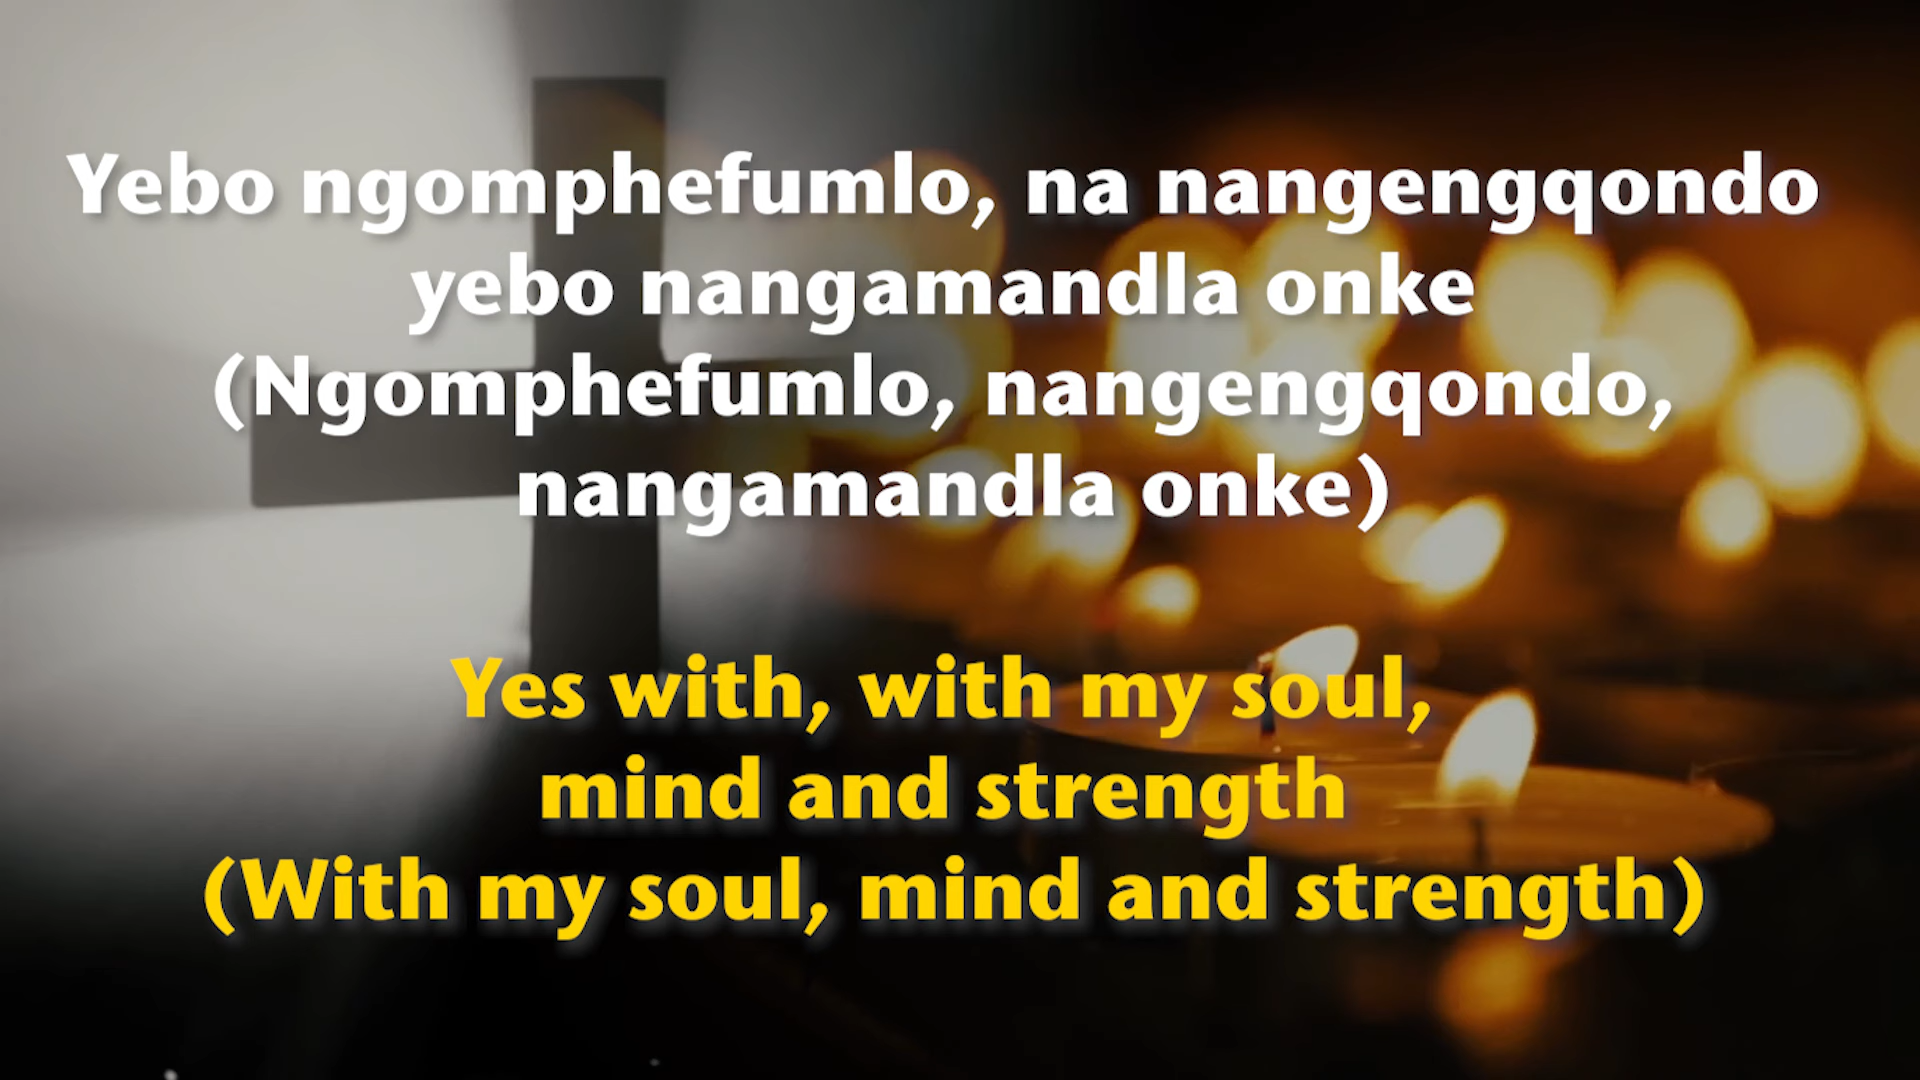 Yebo ngomphefumlo, na nangengqondo
yebo nangamandla onke
(Ngomphefumlo, nangengqondo,
nangamandla onke)
Yes with, with my soul,
mind and strength
(With my soul, mind and strength)